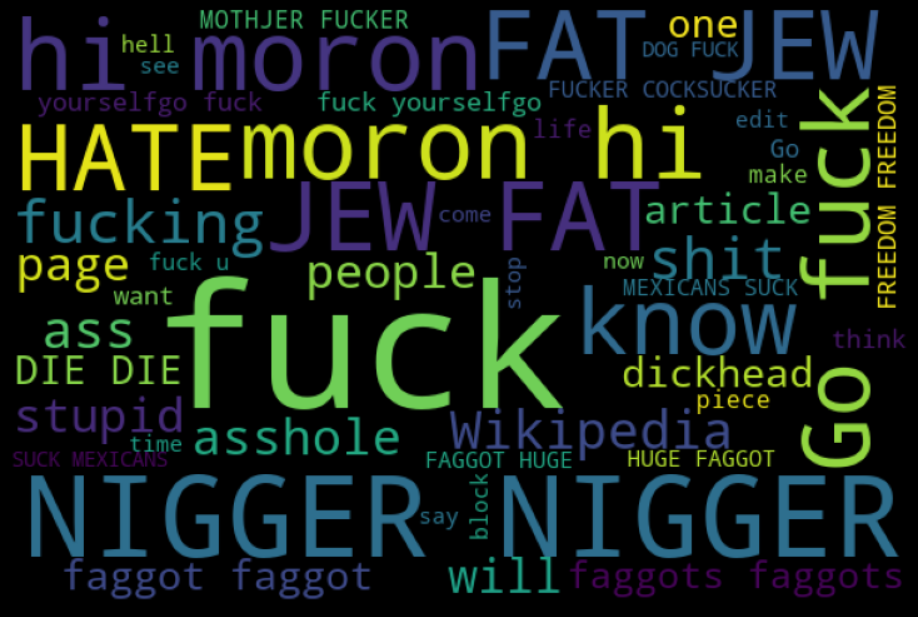 MOTHJER FUCKER
one
hi moron FAT JEW
hell
DOG FUCK
see
FUCKER COCKSUCKER
yourselfgo fuck
fuck yourselfgo
HATE moron hi
life
edit
Go
make
fuck
FREEDOM FREEDOM
fucking JEW FAT
come
article
page
fuck u
people
stop
now
shit
want
MEXICANS SUCK
ass
fuck
know
think
DIE DIE
dickhead
piece
stupid
time
asshole
Wikipedia
Go
SUCK MEXICANS
FAGGOT HUGE
HUGE FAGGOT
NIGGER NIGGER
say
block
faggot faggot
will
faggots faggots